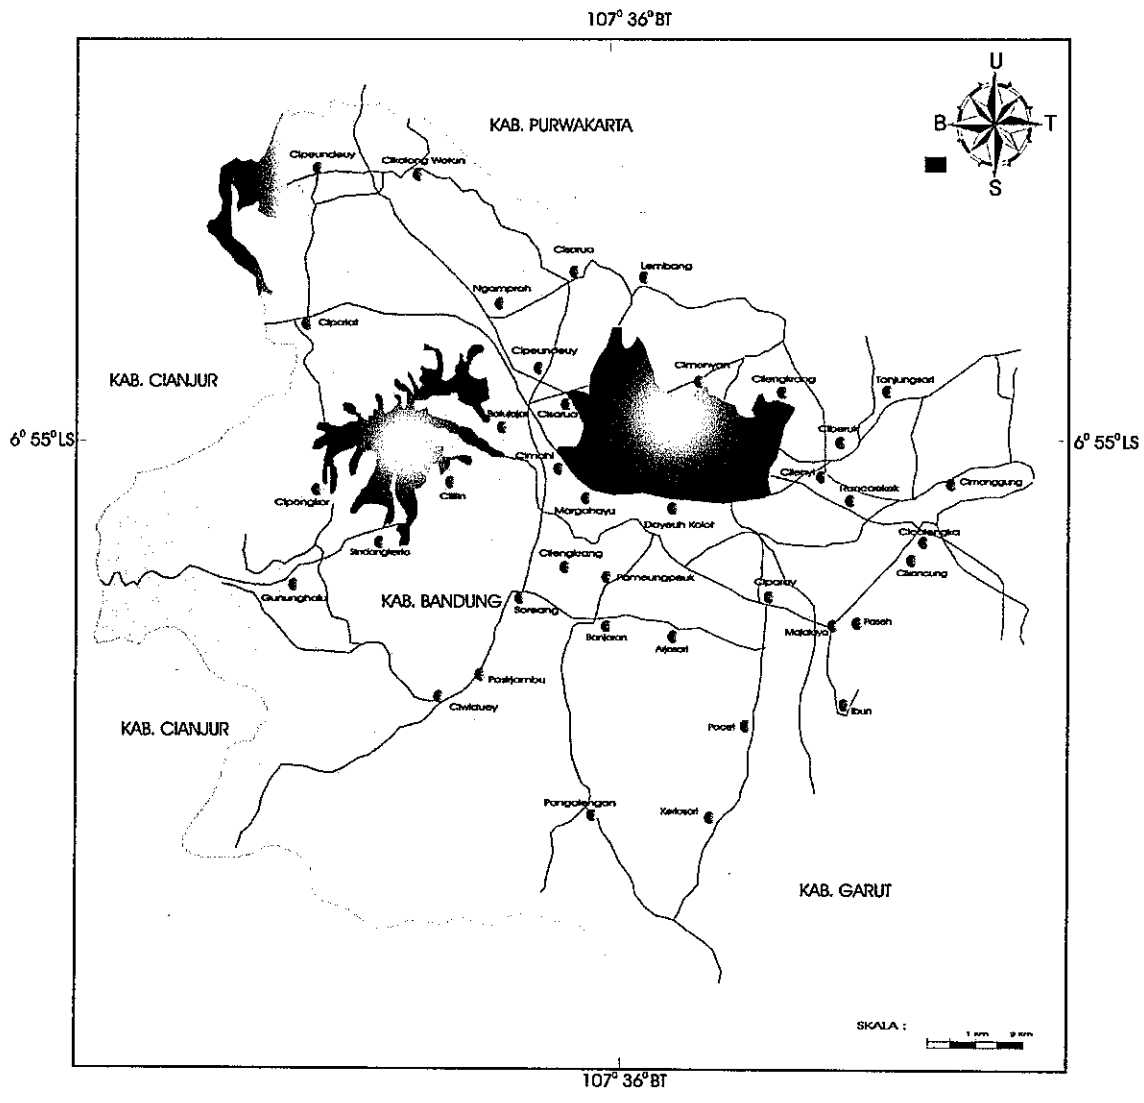 107° 36° BT
U
B T
S
KAB. PURWAKARTA
Cipeundeuy
Cikalong Wetan
Cisarua
Lembang
Ngamprah
Cipatat
KAB. CIANJUR
Cipeundeuy
Cimenyan
Cilengkrang
Tanjungsari
Batujajar
Cisarua
Ciberuk
6° 55° LS
6° 55° LS
Cimahi
Cileayi
Rancaekek
Cimanggung
Cipongkor
Cililin
Margahayu
Dayeuh Kolot
Cicalengka
Sindangkerta
Cilengkrang
Cikancung
Gununghalu
KAB. BANDUNG
Pameungpeuk
Ciparay
Soreang
Banjaran
Arjasari
Majalaya
Paseh
Pasirjambu
Ciwiduey
KAB. CIANJUR
Ibun
Pacet
Pangalengan
Kertasari
KAB. GARUT
SKALA :
107° 36° BT